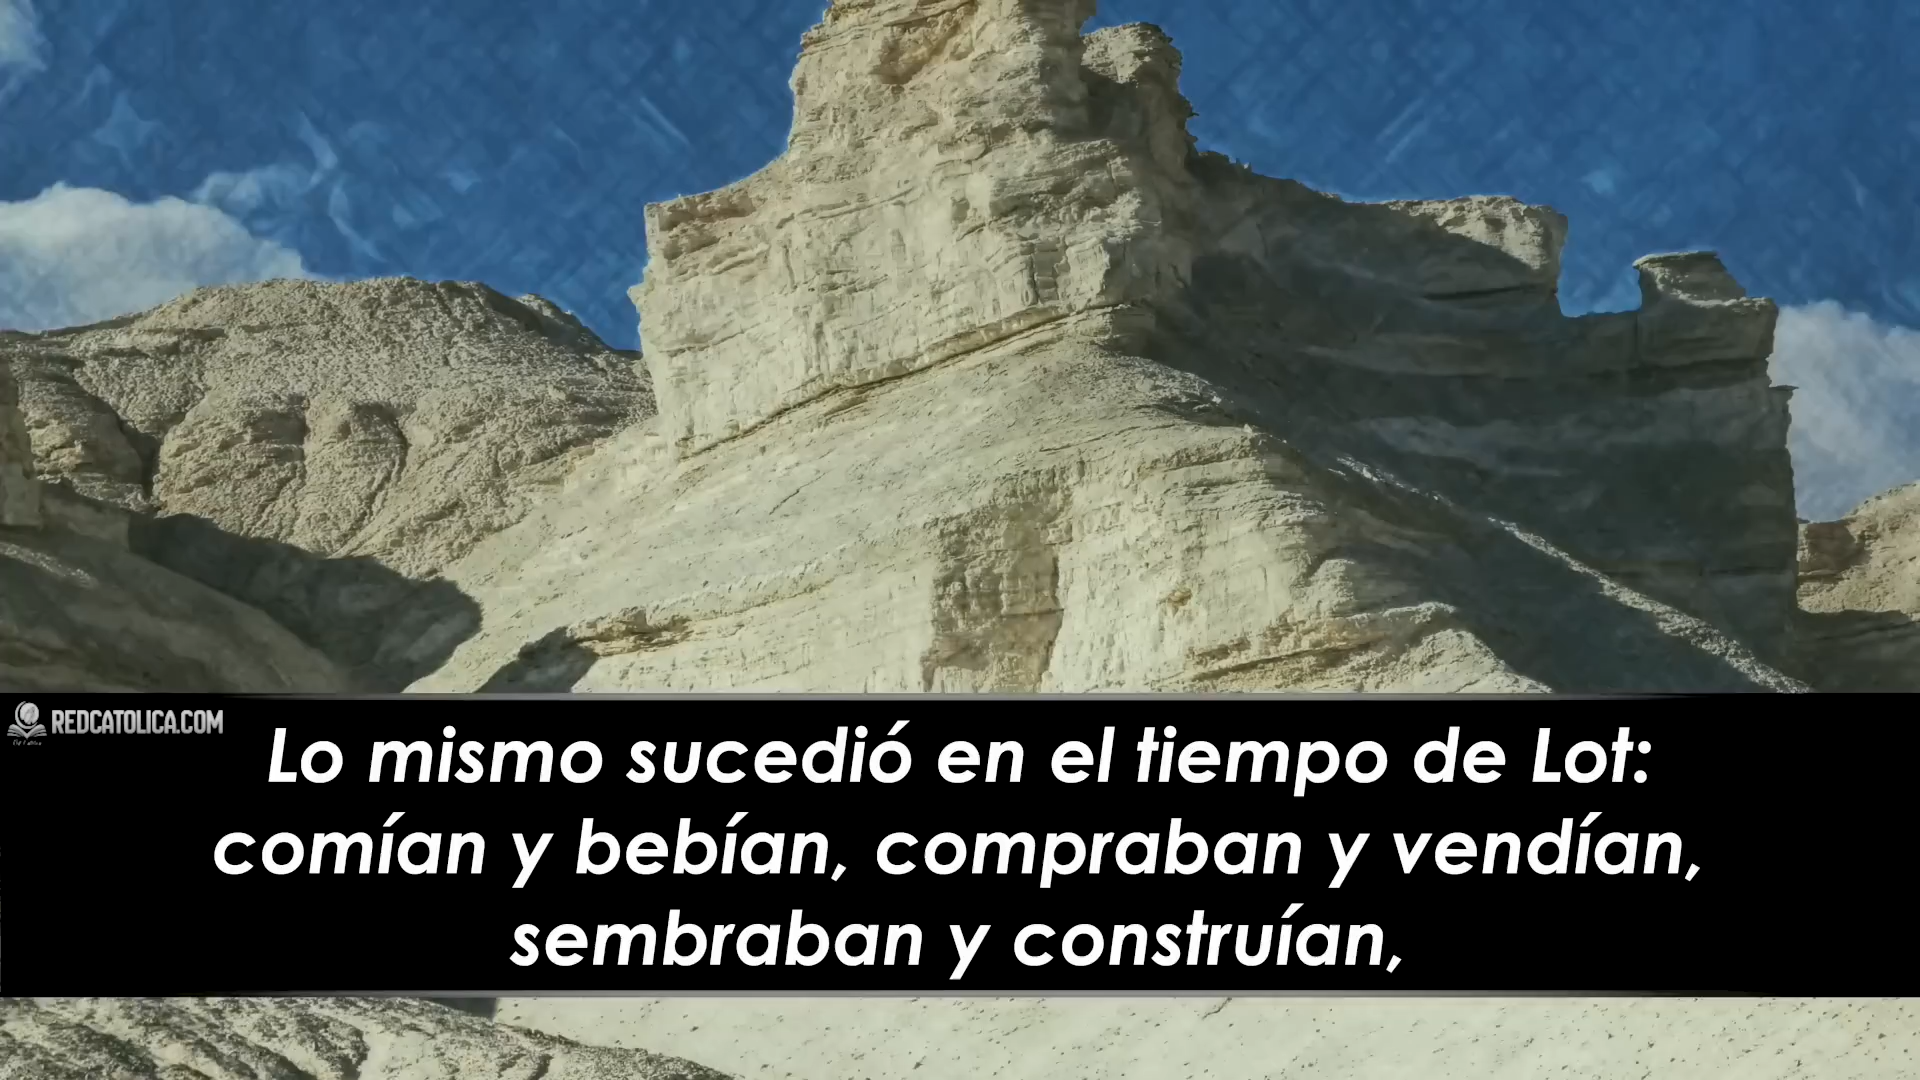 REDCATOLICA.COM
Lo mismo sucedió en el tiempo de Lot:
comían y bebían, compraban y vendían,
sembraban y construían,